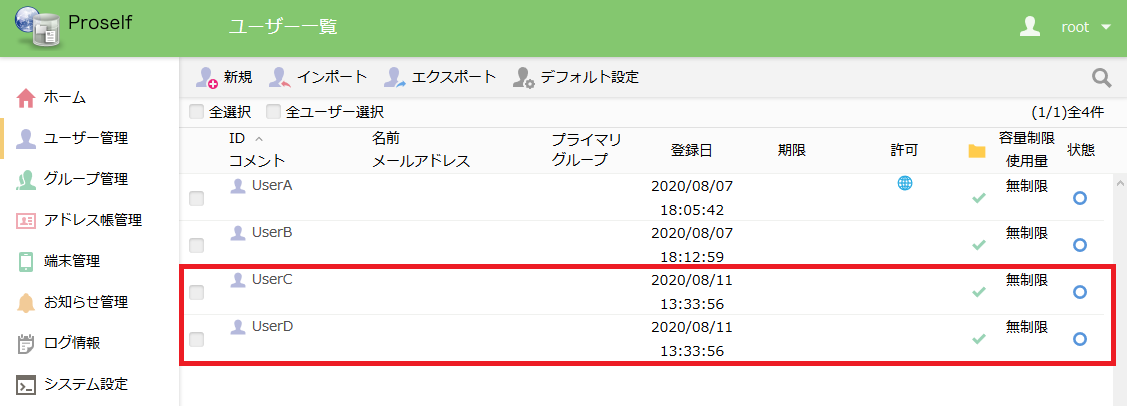 Proself
ユーザー一覧
root
新規 インポート エクスポート デフォルト設定
全選択 全ユーザー選択
(1/1)全4件
ホーム
ユーザー管理
グループ管理
アドレス帳管理
端末管理
お知らせ管理
ログ情報
システム設定
ID 名前 プライマリ 登録日 期限 許可 容量制限 状態
コメント メールアドレス グループ 使用量
UserA 2020/08/07 無制限
18:05:42
UserB 2020/08/07 無制限
18:12:59
UserC 2020/08/11 無制限
13:33:56
UserD 2020/08/11 無制限
13:33:56